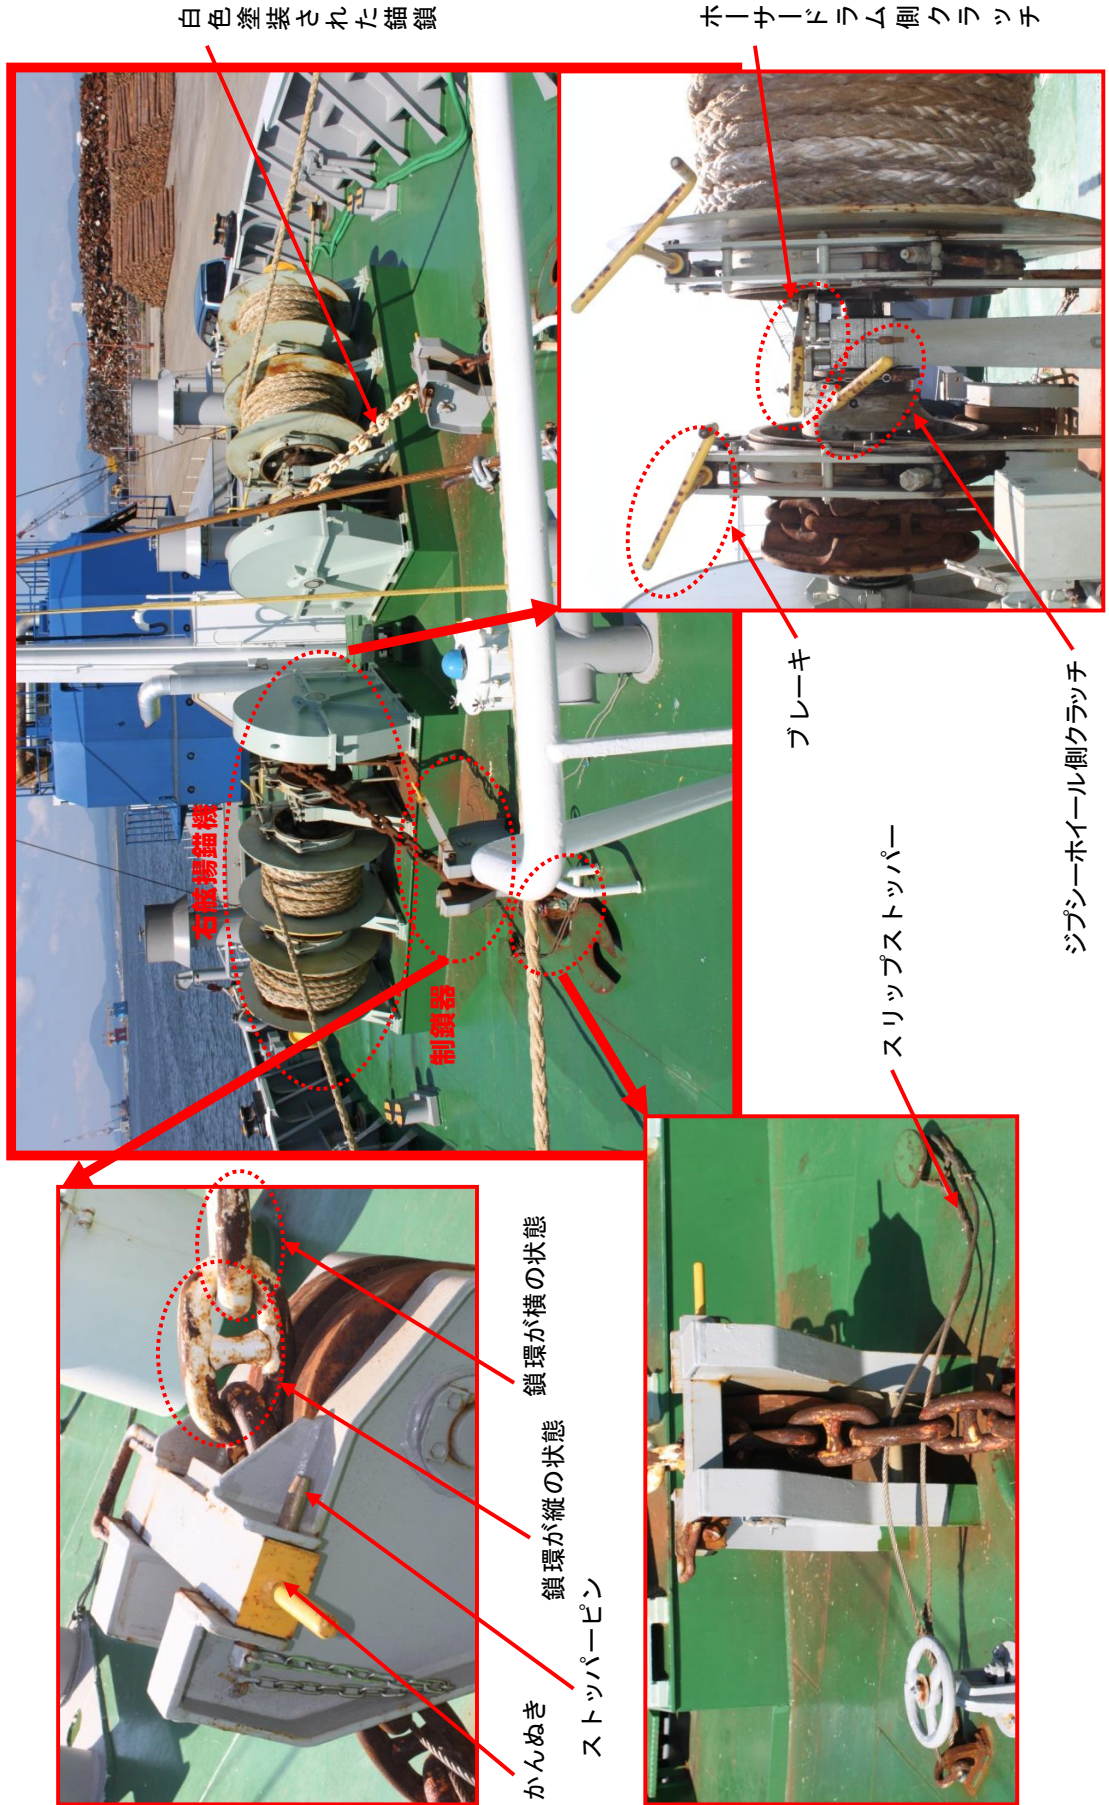 白色塗装された錨鎖
ホーサードラム側クラッチ
右舷揚錨機
制鎖器
ブレーキ
ジプシーホイール側クラッチ
スリップストッパー
鎖環が横の状態
鎖環が縦の状態
ストッパーピン
かんぬき